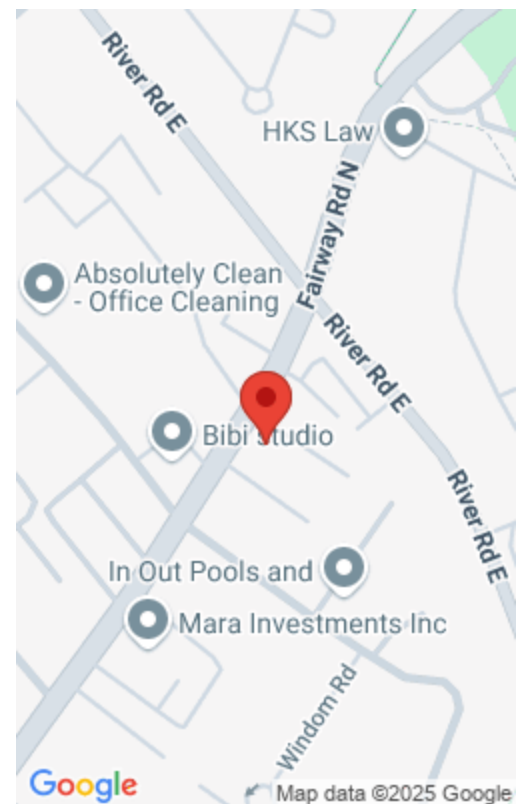 River Rd E
HKS Law
Fairway Rd N
Absolutely Clean
- Office Cleaning
River Rd E
Bibi studio
River Rd E
In Out Pools and
Mara Investments Inc
Windom Rd
Google
Map data ©2025 Google